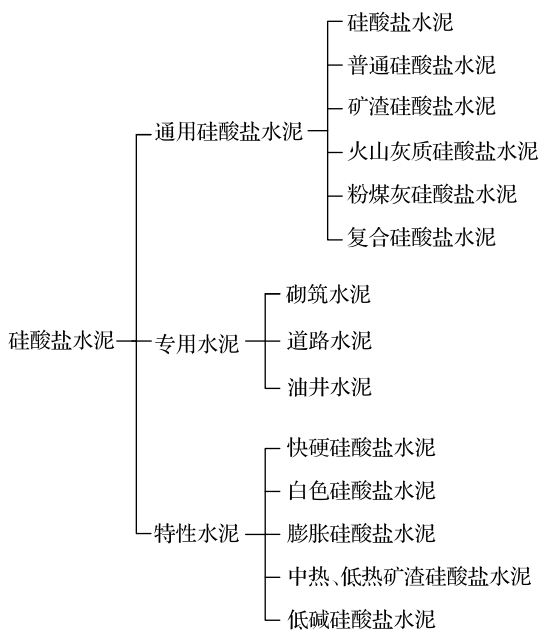 硅酸盐水泥
通用硅酸盐水泥
硅酸盐水泥
普通硅酸盐水泥
矿渣硅酸盐水泥
火山灰质硅酸盐水泥
粉煤灰硅酸盐水泥
复合硅酸盐水泥
专用水泥
砌筑水泥
道路水泥
油井水泥
特性水泥
快硬硅酸盐水泥
白色硅酸盐水泥
膨胀硅酸盐水泥
中热、低热矿渣硅酸盐水泥
低碱硅酸盐水泥